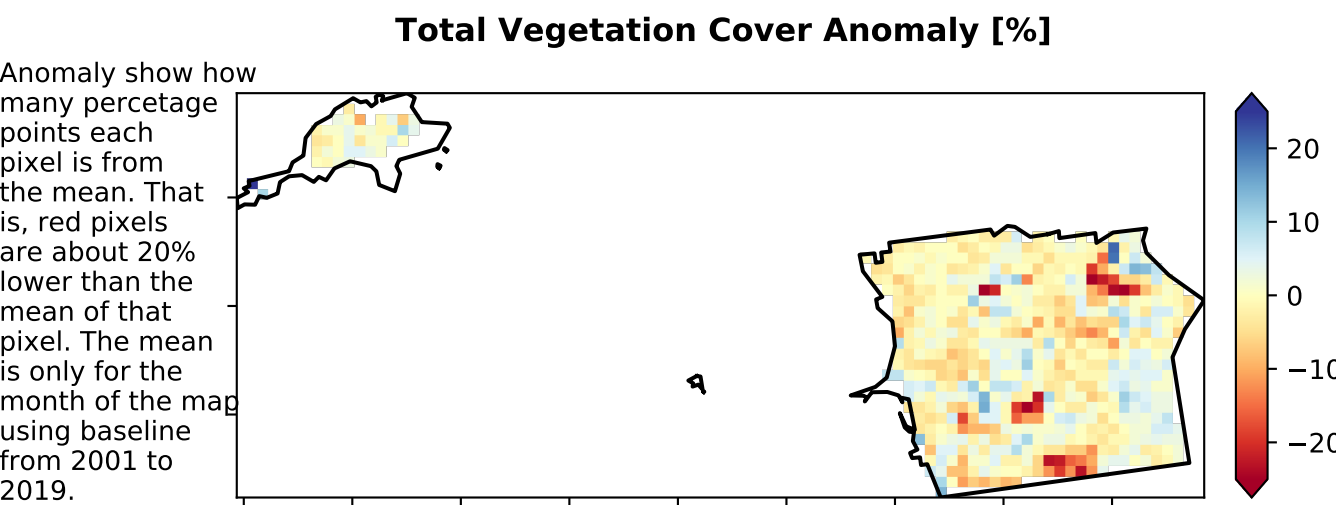 Total Vegetation Cover Anomaly [%]
Anomaly show how
many percetage
points each
pixel is from
the mean. That
is, red pixels
are about 20%
lower than the
mean of that
pixel. The mean
is only for the
month of the map
using baseline
from 2001 to
2019.
20
10
0
−10
−20